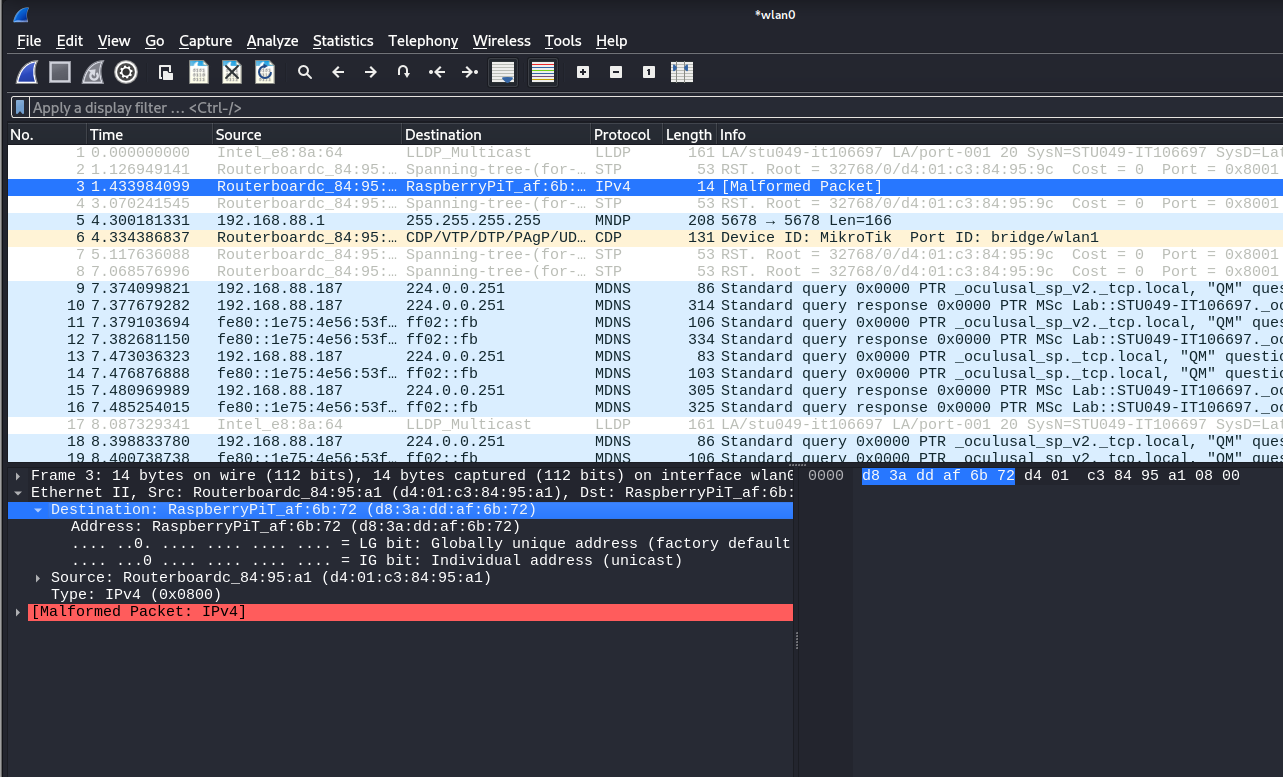 *wlan0
File Edit View Go Capture Analyze Statistics Telephony Wireless Tools Help
Apply a display filter … <Ctrl-/>
No. Time Source Destination Protocol Length Info
1 0.000000000 Intel_e8:8a:64 LLDP_Multicast LLDP 161 LA/stu049-it106697 LA/port-001 20 SysN=STU049-IT106697 SysD=Lat
2 1.126949141 Routerboardc_84:95:… Spanning-tree-(for-… STP 53 RST. Root = 32768/0/d4:01:c3:84:95:9c Cost = 0 Port = 0x8001
3 1.433984099 Routerboardc_84:95:… RaspberryPiT_af:6b:… IPv4 14 [Malformed Packet]
4 3.070241545 Routerboardc_84:95:… Spanning-tree-(for-… STP 53 RST. Root = 32768/0/d4:01:c3:84:95:9c Cost = 0 Port = 0x8001
5 4.300181331 192.168.88.1 255.255.255.255 MNDP 208 5678 → 5678 Len=166
6 4.334386837 Routerboardc_84:95:… CDP/VTP/DTP/PAgP/UD… CDP 131 Device ID: MikroTik Port ID: bridge/wlan1
7 5.117636088 Routerboardc_84:95:… Spanning-tree-(for-… STP 53 RST. Root = 32768/0/d4:01:c3:84:95:9c Cost = 0 Port = 0x8001
8 7.068576996 Routerboardc_84:95:… Spanning-tree-(for-… STP 53 RST. Root = 32768/0/d4:01:c3:84:95:9c Cost = 0 Port = 0x8001
9 7.374099821 192.168.88.187 224.0.0.251 MDNS 86 Standard query 0x0000 PTR _oculusal_sp_v2._tcp.local, "QM" ques
10 7.377679282 192.168.88.187 224.0.0.251 MDNS 314 Standard query response 0x0000 PTR MSc Lab::STU049-IT106697._oc
11 7.379103694 fe80::1e75:4e56:53f… ff02::fb MDNS 106 Standard query 0x0000 PTR _oculusal_sp_v2._tcp.local, "QM" ques
12 7.382681150 fe80::1e75:4e56:53f… ff02::fb MDNS 334 Standard query response 0x0000 PTR MSc Lab::STU049-IT106697._oc
13 7.473036323 192.168.88.187 224.0.0.251 MDNS 83 Standard query 0x0000 PTR _oculusal_sp._tcp.local, "QM" questio
14 7.476876888 fe80::1e75:4e56:53f… ff02::fb MDNS 103 Standard query 0x0000 PTR _oculusal_sp._tcp.local, "QM" questio
15 7.480969989 192.168.88.187 224.0.0.251 MDNS 305 Standard query response 0x0000 PTR MSc Lab::STU049-IT106697._oc
16 7.485254015 fe80::1e75:4e56:53f… ff02::fb MDNS 325 Standard query response 0x0000 PTR MSc Lab::STU049-IT106697._oc
17 8.087329341 Intel_e8:8a:64 LLDP_Multicast LLDP 161 LA/stu049-it106697 LA/port-001 20 SysN=STU049-IT106697 SysD=Lat
18 8.398833780 192.168.88.187 224.0.0.251 MDNS 86 Standard query 0x0000 PTR _oculusal_sp_v2._tcp.local, "QM" ques
19 8.400738738 fe80::1e75:4e56:53f… ff02::fb MDNS 106 Standard query 0x0000 PTR _oculusal_sp_v2._tcp.local, "QM" ques
Frame 3: 14 bytes on wire (112 bits), 14 bytes captured (112 bits) on interface wlan0
Ethernet II, Src: Routerboardc_84:95:a1 (d4:01:c3:84:95:a1), Dst: RaspberryPiT_af:6b:
Destination: RaspberryPiT_af:6b:72 (d8:3a:dd:af:6b:72)
Address: RaspberryPiT_af:6b:72 (d8:3a:dd:af:6b:72)
.... ..0. .... .... .... .... = LG bit: Globally unique address (factory default
.... ...0 .... .... .... .... = IG bit: Individual address (unicast)
Source: Routerboardc_84:95:a1 (d4:01:c3:84:95:a1)
Type: IPv4 (0x0800)
[Malformed Packet: IPv4]
0000 d8 3a dd af 6b 72 d4 01 c3 84 95 a1 08 00